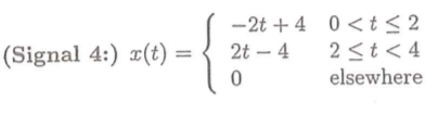 (Signal 4:) x(t) = { −2t + 4 0 < t ≤ 2
2t − 4 2 ≤ t < 4
0 elsewhere